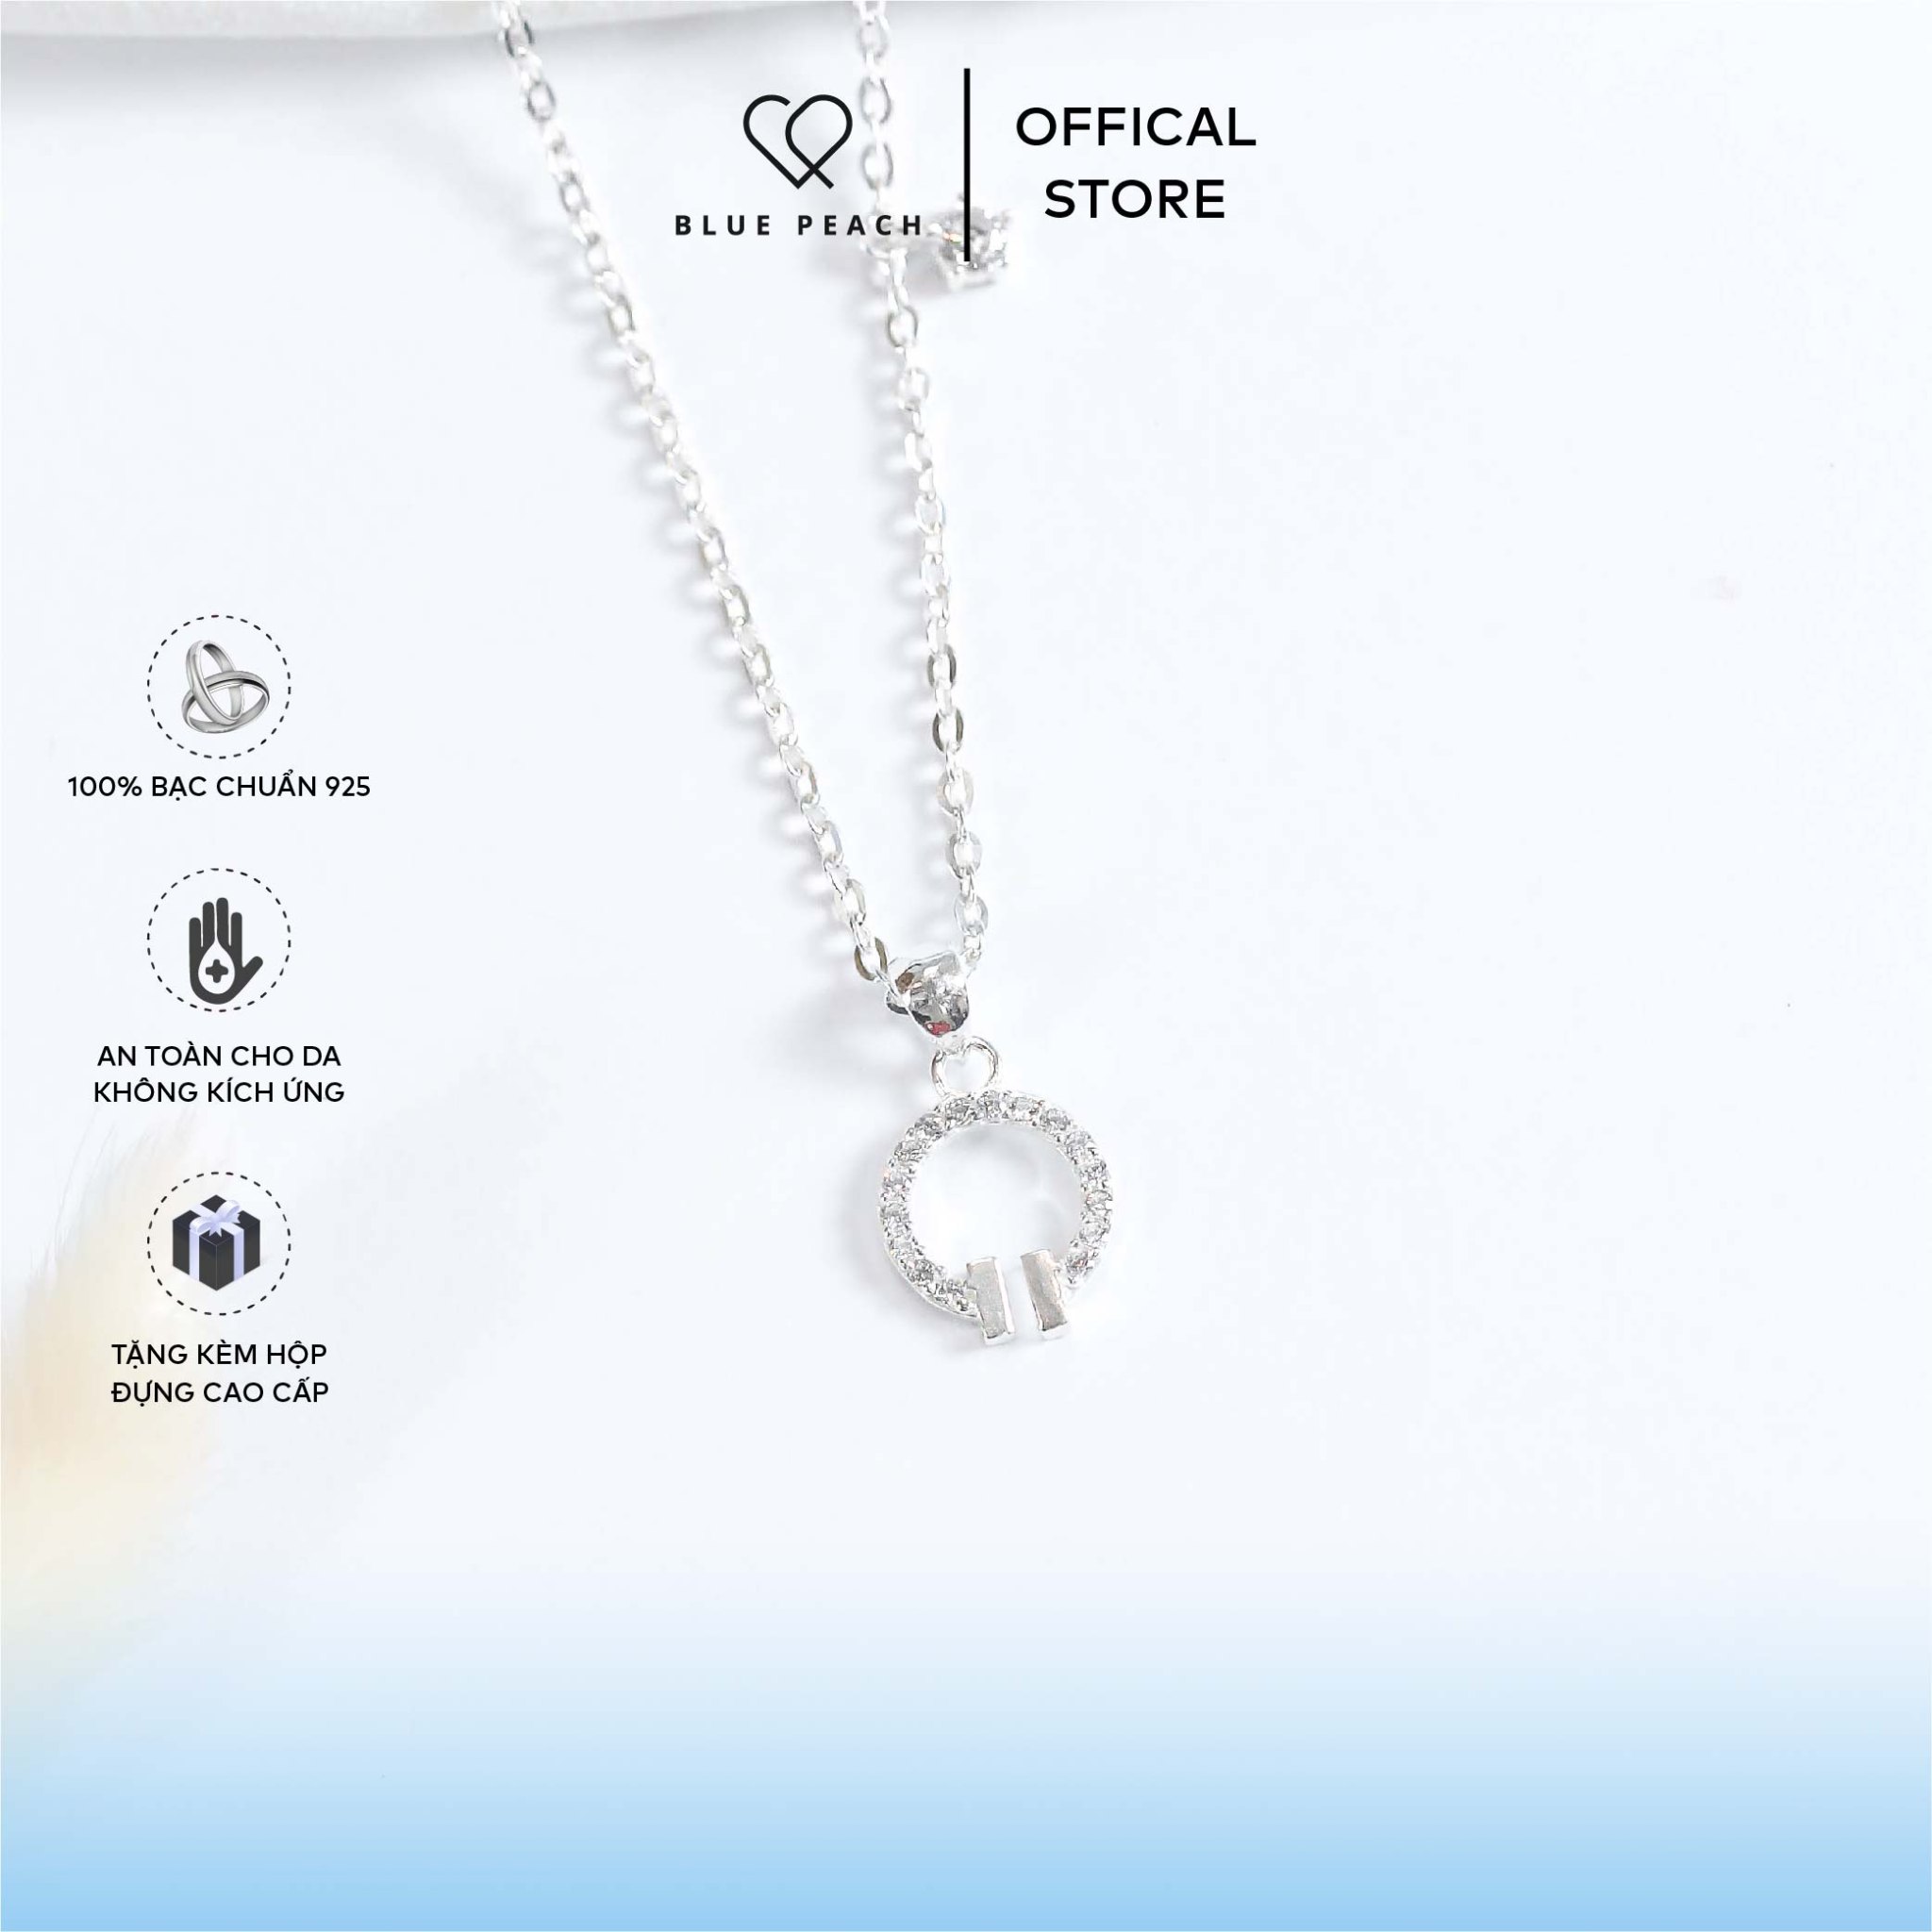 BLUE PEACH
OFFICAL
STORE
100% BẠC CHUẨN 925
AN TOÀN CHO DA
KHÔNG KÍCH ỨNG
TẶNG KÈM HỘP
ĐỰNG CAO CẤP